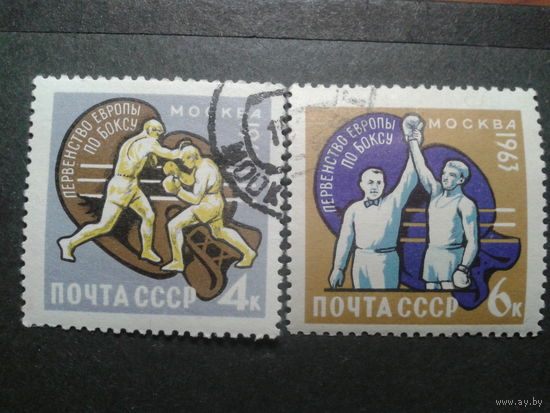 ПЕРВЕНСТВО ЕВРОПЫ
ПО БОКСУ
МОСКВА
ПОЧТА СССР 4К
ПЕРВЕНСТВО ЕВРОПЫ
ПО БОКСУ
МОСКВА
1963
ПОЧТА СССР 6К
www.ay.by